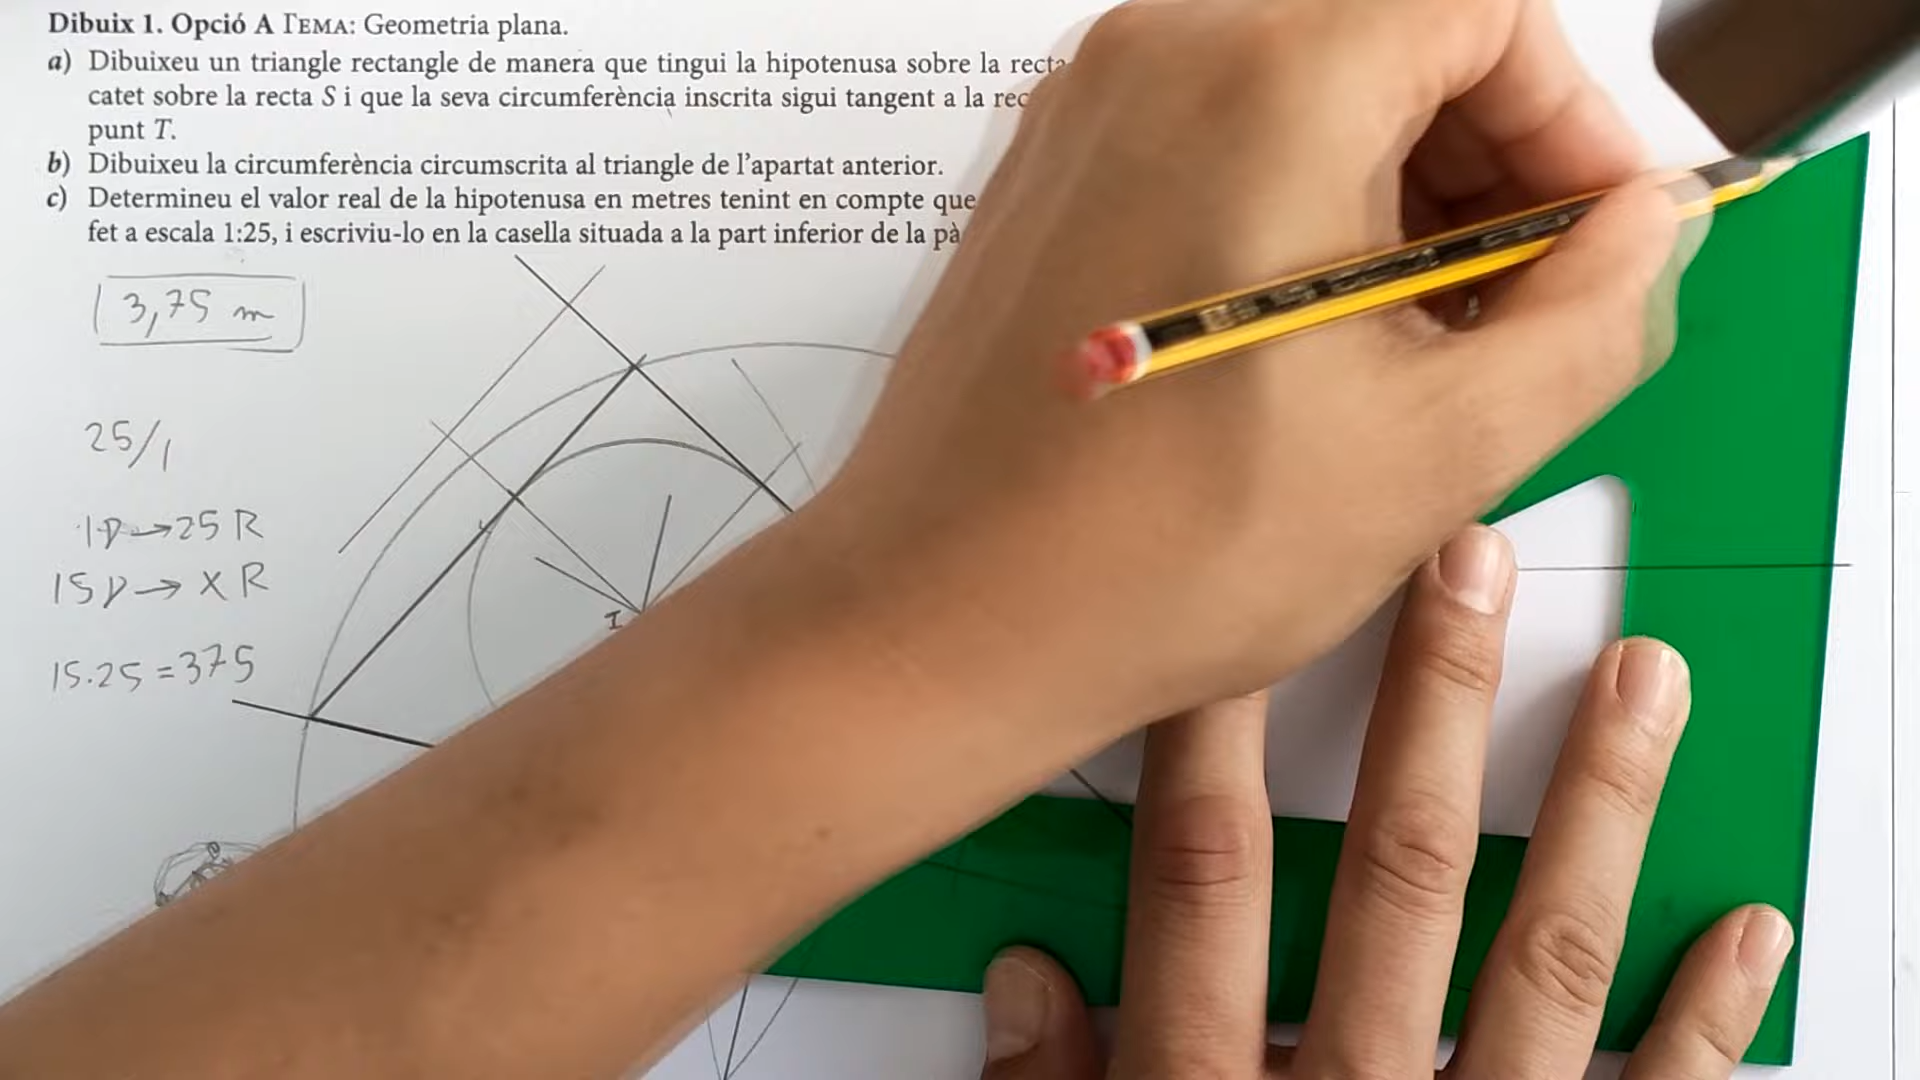 Dibuix 1. Opció A TEMA: Geometria plana.
a) Dibuixeu un triangle rectangle de manera que tingui la hipotenusa sobre la recta
catet sobre la recta S i que la seva circumferència inscrita sigui tangent a la rec
punt T.
b) Dibuixeu la circumferència circumscrita al triangle de l'apartat anterior.
c) Determineu el valor real de la hipotenusa en metres tenint en compte que
fet a escala 1:25, i escriviu-lo en la casella situada a la part inferior de la pà
3,75 m
25/1
1P→25 R
15P→ X R
I
15.25=375